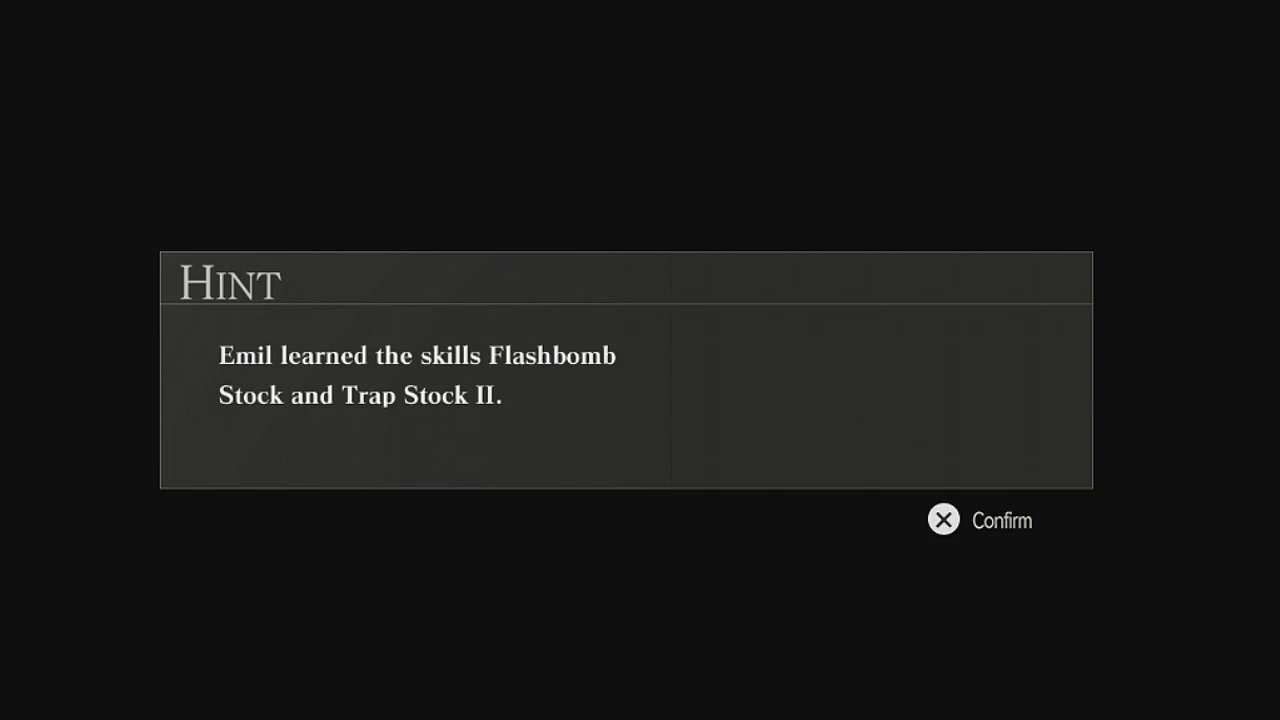 HINT
Emil learned the skills Flashbomb
Stock and Trap Stock II.
Confirm